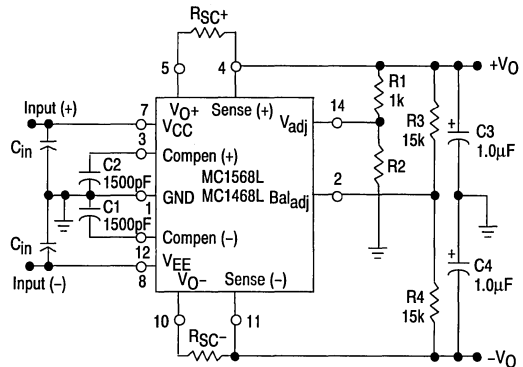 RSC+
5
4
+VO
7
VO+
Sense (+)
14
R1
1k
Input (+)
VCC
Vadj
R3
15k
+
C3
1.0μF
Cin
3
Compen (+)
C2
1500pF
MC1568L
R2
GND
MC1468L
Baladj
2
C1
1500pF
1
Compen (–)
Cin
12
VEE
Input (–)
8
VO–
Sense (–)
R4
15k
+
C4
1.0μF
10
11
RSC–
–VO